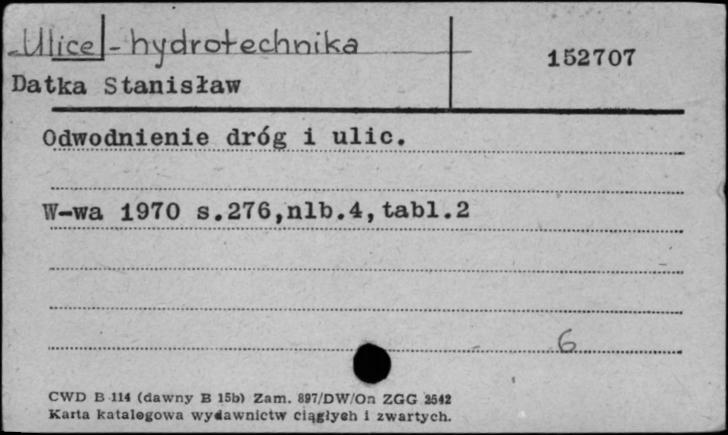 Ulice - hydrotechnika
152707
Datka Stanisław
Odwodnienie dróg i ulic.
W-wa 1970 s.276,nlb.4,tabl.2
6
CWD B 114 (dawny B 15b) Zam. 897/DW/On ZGG 2542
Karta katalogowa wydawnictw ciągłych i zwartych.